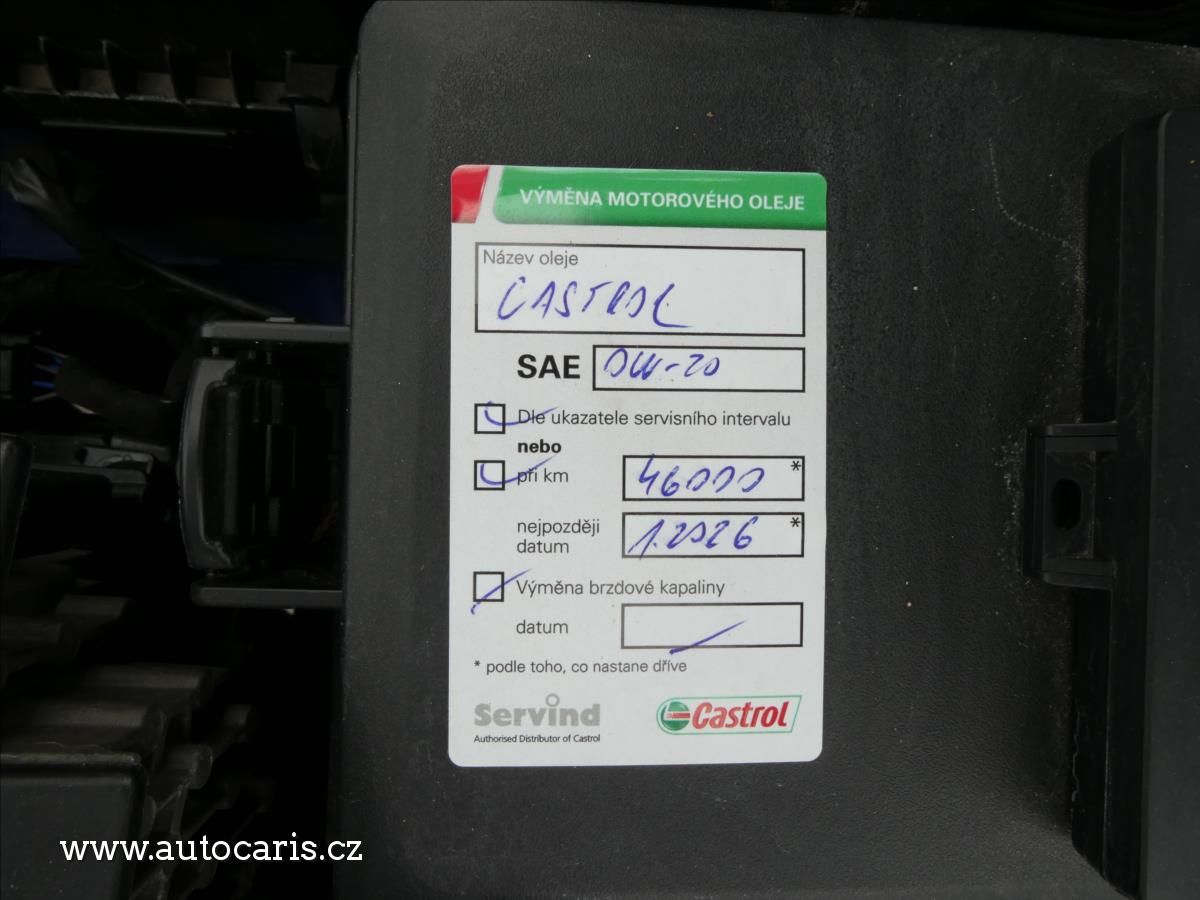 VÝMĚNA MOTOROVÉHO OLEJE
Název oleje
CASTROL
SAE 0W-20
Dle ukazatele servisního intervalu
nebo
při km 46000 *
nejpozději
datum 1.2026 *
Výměna brzdové kapaliny
datum
* podle toho, co nastane dříve
Servind Castrol
Authorised Distributor of Castrol
www.autocaris.cz